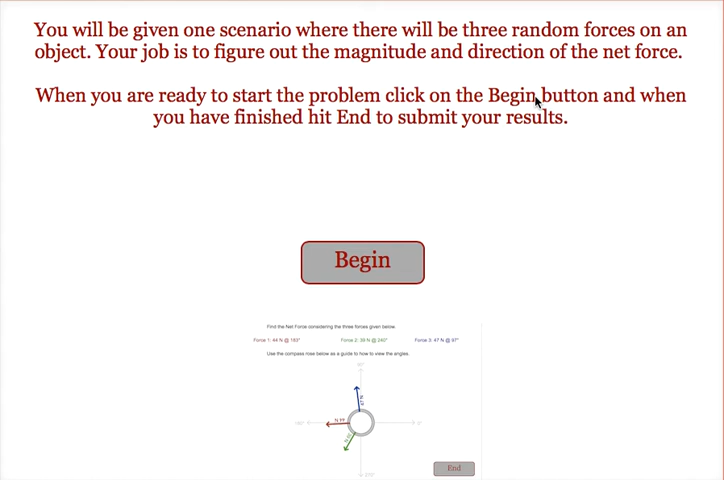 You will be given one scenario where there will be three random forces on an
object. Your job is to figure out the magnitude and direction of the net force.
When you are ready to start the problem click on the Begin button and when
you have finished hit End to submit your results.
Begin
Find the Net Force considering the three forces given below
Force 1: 44 N @ 183° Force 2: 39 N @ 240° Force 3: 47 N @ 97°
Use the compass rose below as a guide to how to view the angles.
End